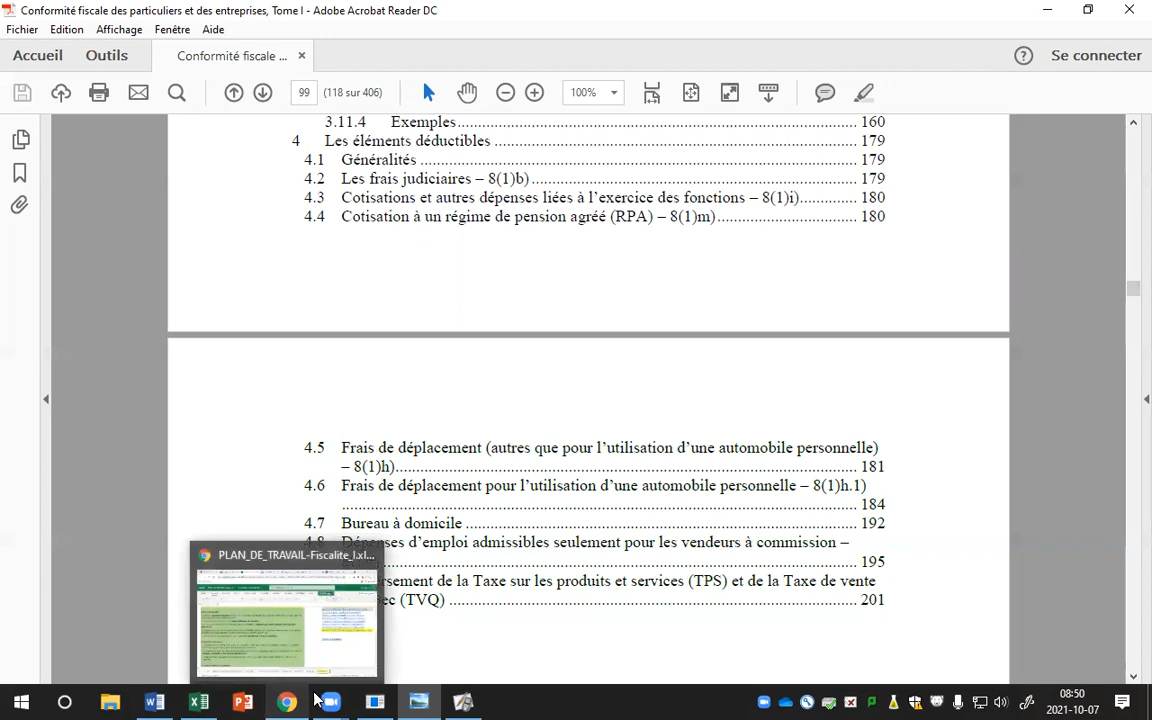 Conformité fiscale des particuliers et des entreprises, Tome I - Adobe Acrobat Reader DC
Fichier Edition Affichage Fenêtre Aide
Accueil Outils Conformité fiscale ... × Se connecter
99 (118 sur 406) 100%
3.11.4 Exemples 160
4 Les éléments déductibles 179
4.1 Généralités 179
4.2 Les frais judiciaires – 8(1)b) 179
4.3 Cotisations et autres dépenses liées à l'exercice des fonctions – 8(1)i) 180
4.4 Cotisation à un régime de pension agréé (RPA) – 8(1)m) 180
4.5 Frais de déplacement (autres que pour l'utilisation d'une automobile personnelle)
– 8(1)h) 181
4.6 Frais de déplacement pour l'utilisation d'une automobile personnelle – 8(1)h.1)
184
4.7 Bureau à domicile 192
4.8 Dépenses d'emploi admissibles seulement pour les vendeurs à commission –
195
PLAN_DE_TRAVAIL-Fiscalite_I.xl...
rsement de la Taxe sur les produits et services (TPS) et de la Taxe de vente
ec (TVQ) 201
08:50
2021-10-07